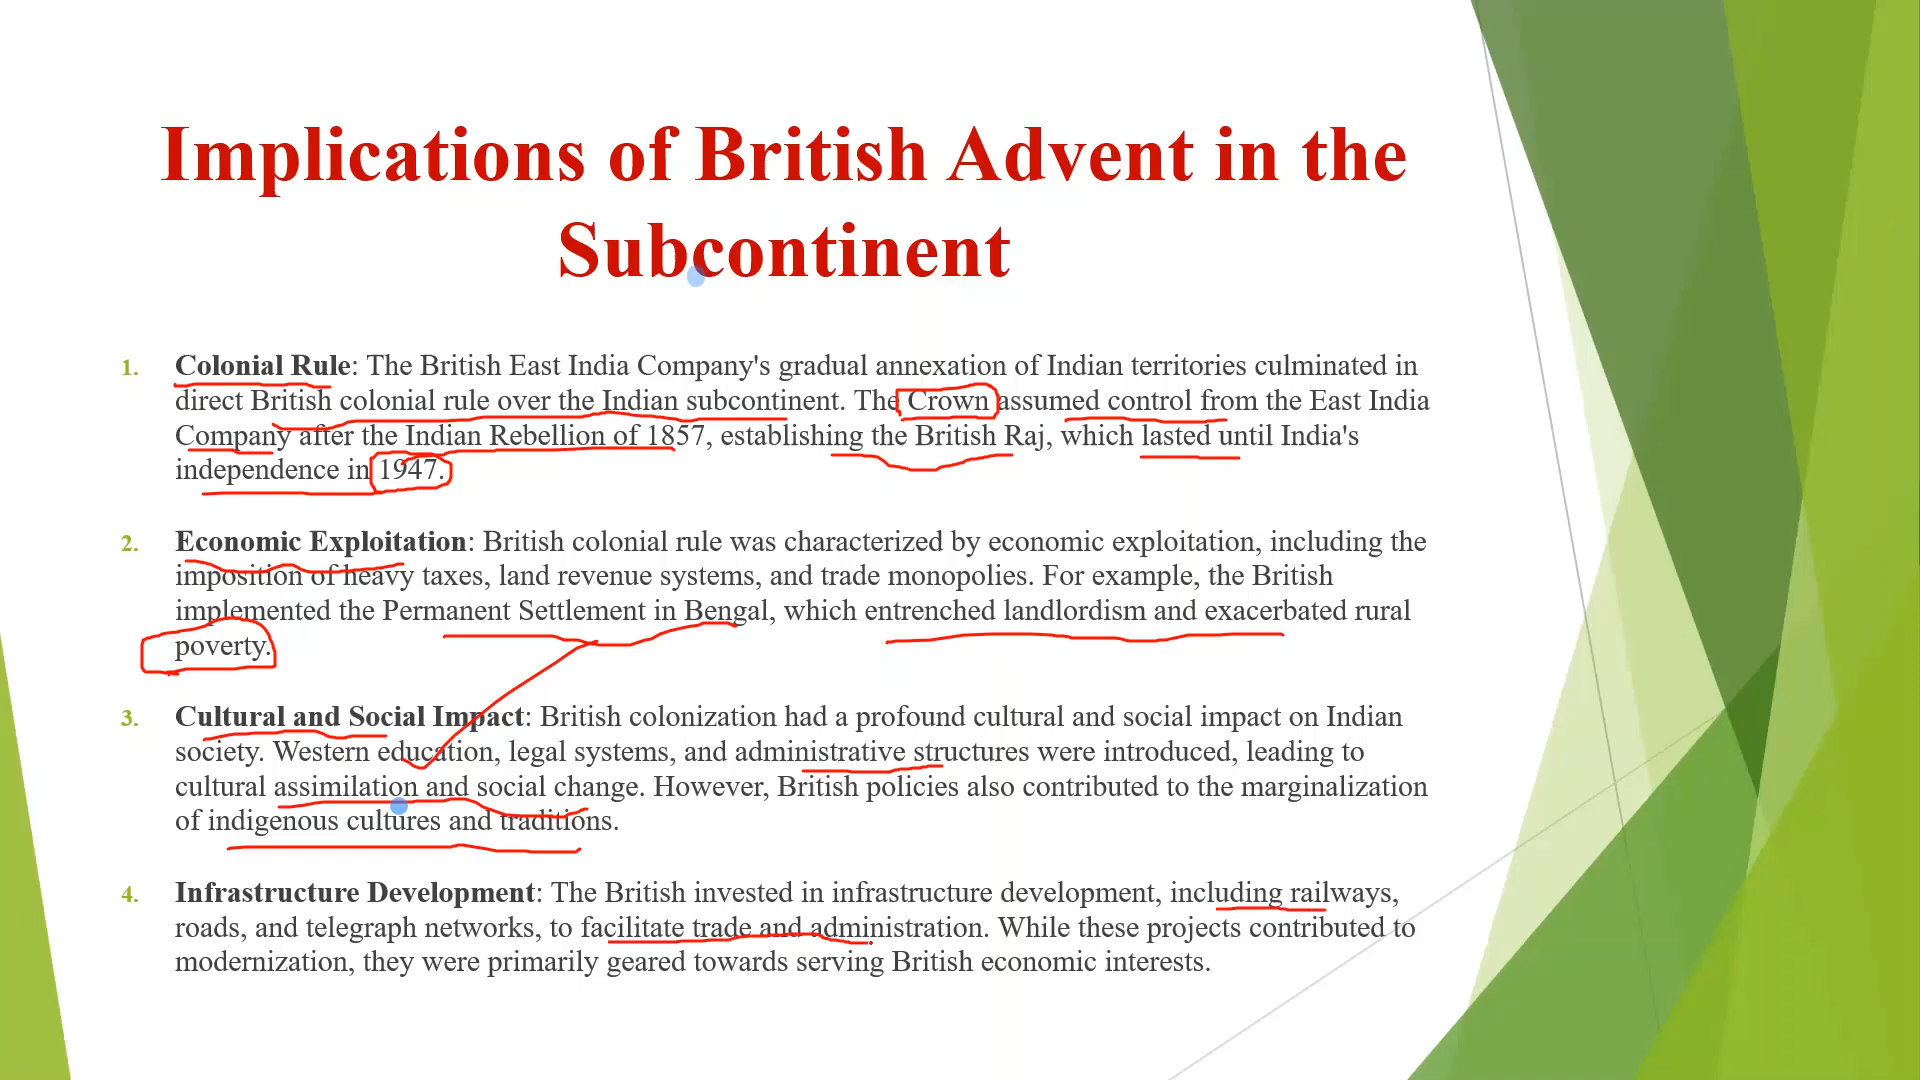 Implications of British Advent in the
Subcontinent
1. Colonial Rule: The British East India Company's gradual annexation of Indian territories culminated in
direct British colonial rule over the Indian subcontinent. The Crown assumed control from the East India
Company after the Indian Rebellion of 1857, establishing the British Raj, which lasted until India's
independence in 1947.
2. Economic Exploitation: British colonial rule was characterized by economic exploitation, including the
imposition of heavy taxes, land revenue systems, and trade monopolies. For example, the British
implemented the Permanent Settlement in Bengal, which entrenched landlordism and exacerbated rural
poverty.
3. Cultural and Social Impact: British colonization had a profound cultural and social impact on Indian
society. Western education, legal systems, and administrative structures were introduced, leading to
cultural assimilation and social change. However, British policies also contributed to the marginalization
of indigenous cultures and traditions.
4. Infrastructure Development: The British invested in infrastructure development, including railways,
roads, and telegraph networks, to facilitate trade and administration. While these projects contributed to
modernization, they were primarily geared towards serving British economic interests.